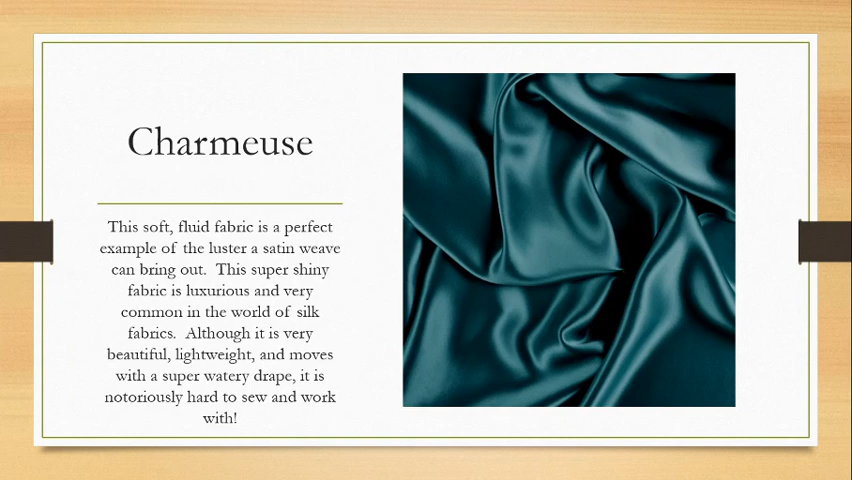 Charmeuse
This soft, fluid fabric is a perfect
example of the luster a satin weave
can bring out.  This super shiny
fabric is luxurious and very
common in the world of silk
fabrics.  Although it is very
beautiful, lightweight, and moves
with a super watery drape, it is
notoriously hard to sew and work
with!